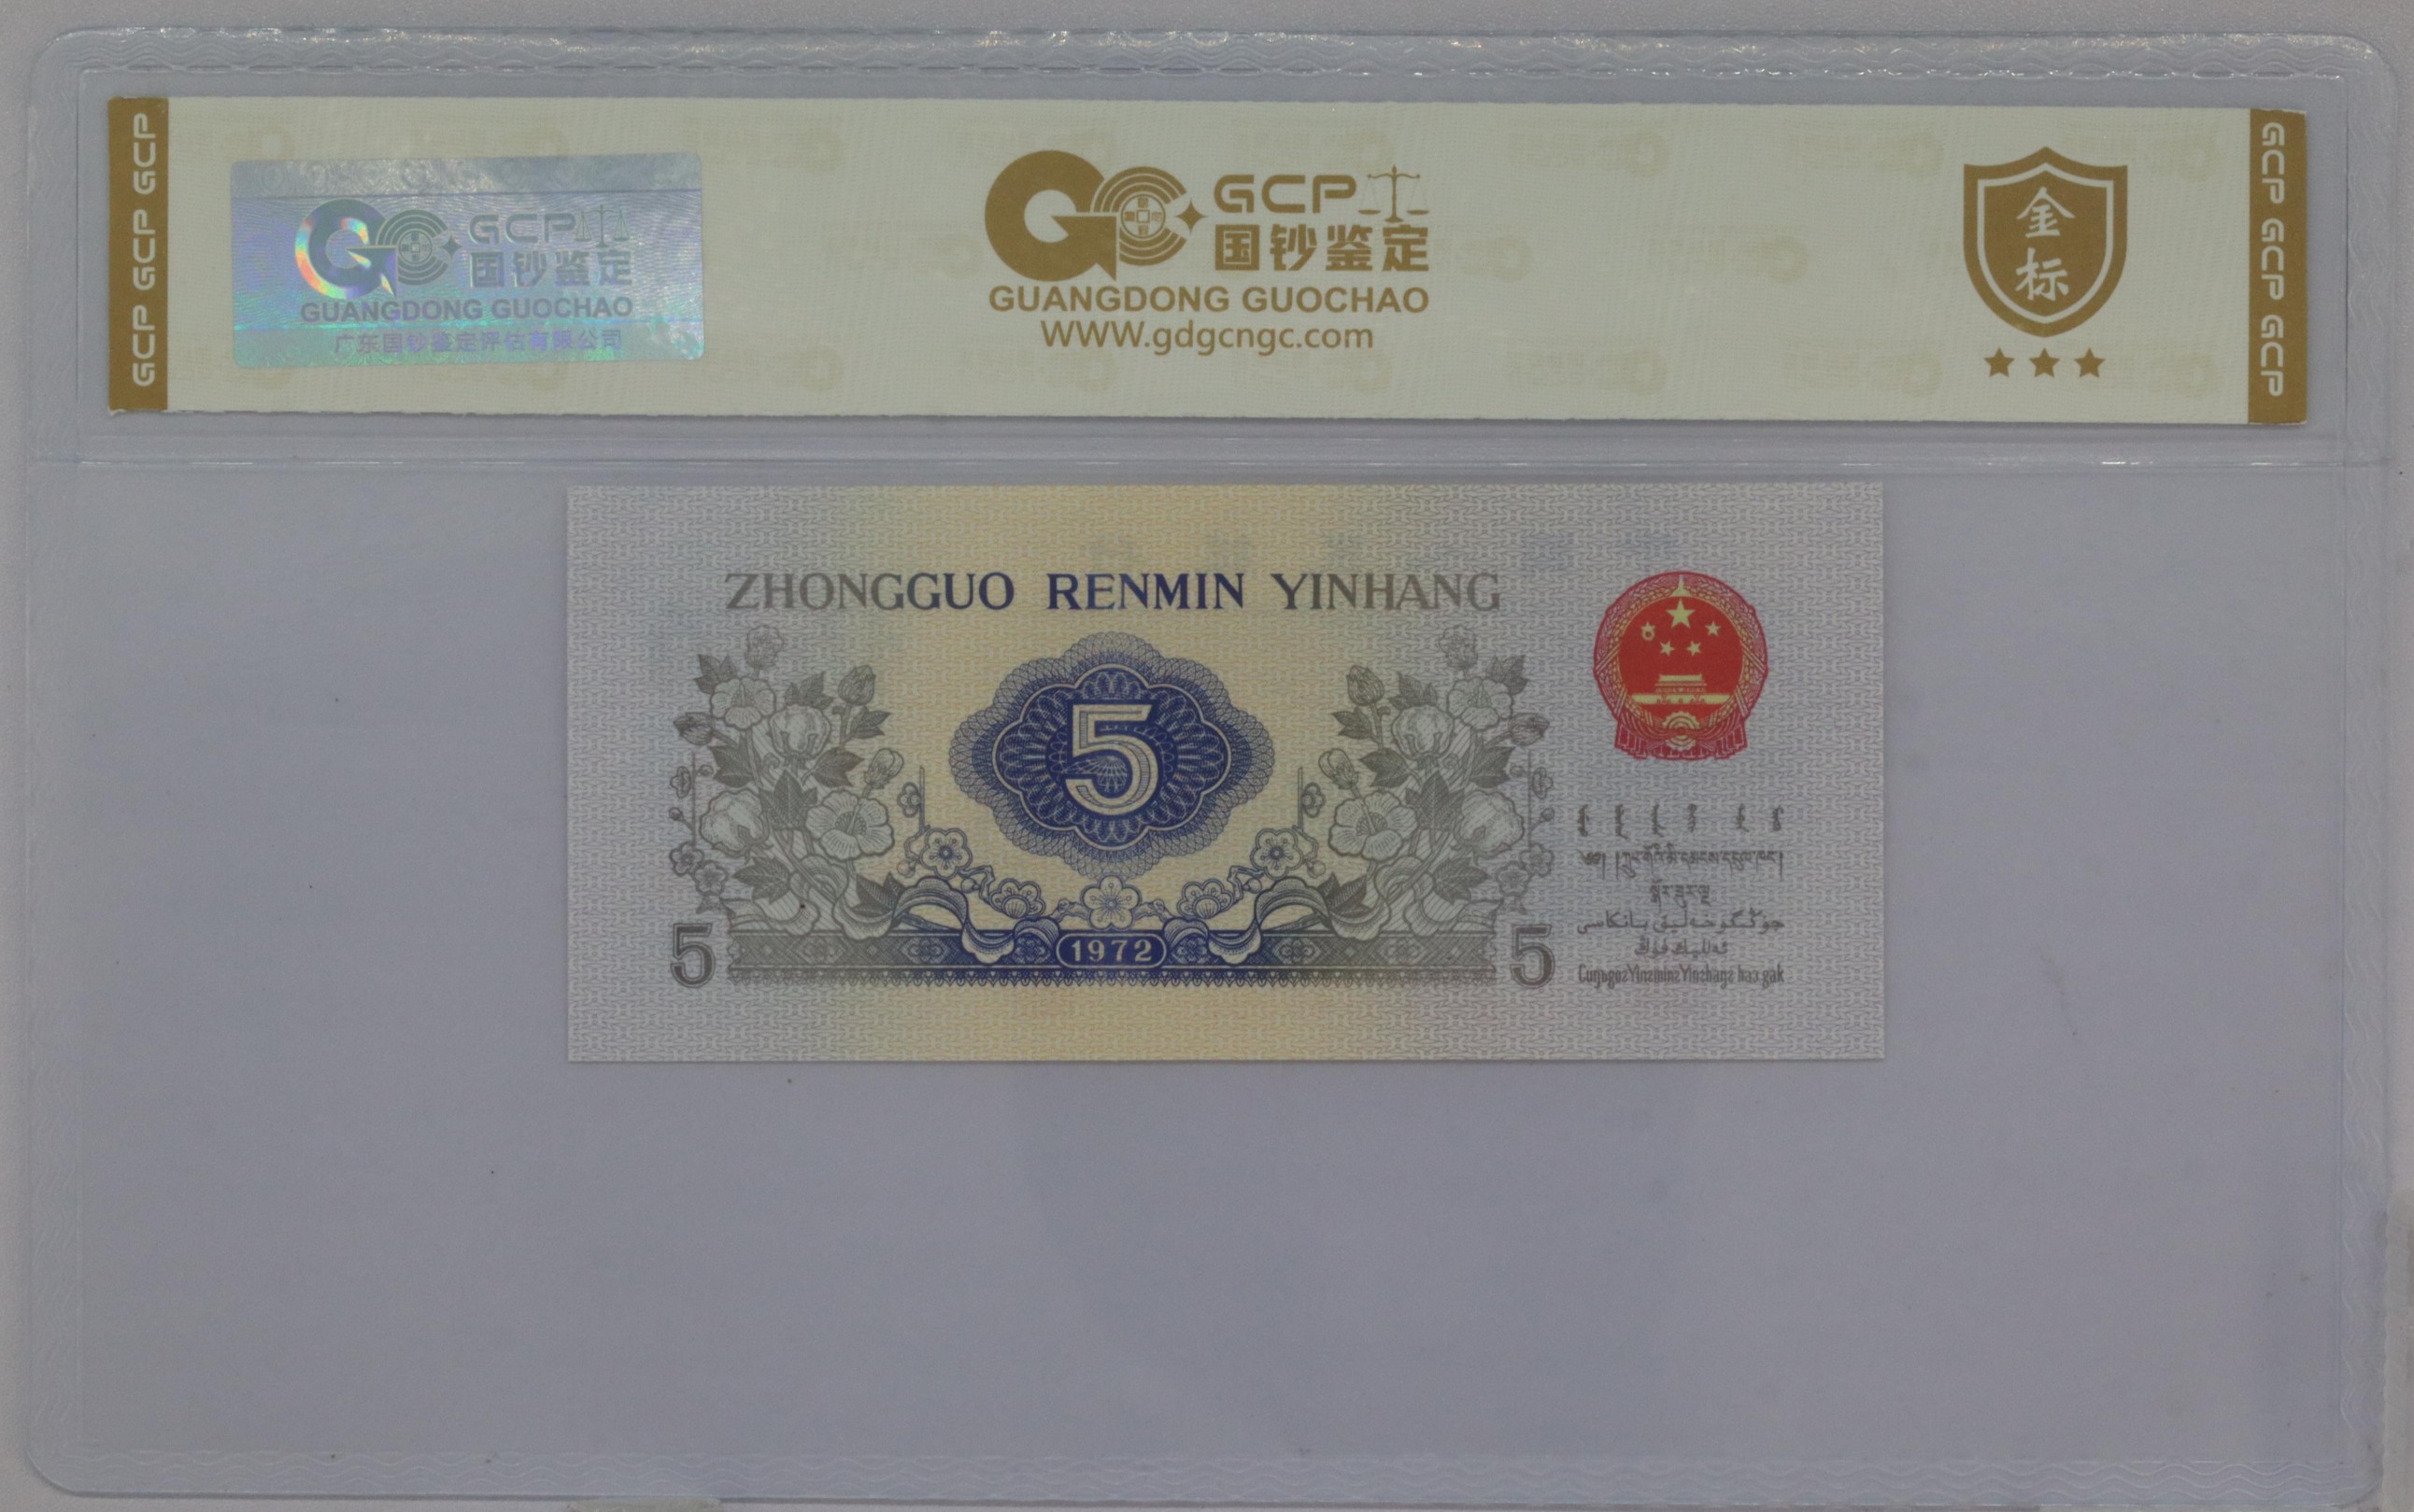 GCP GCP GCP
GCP
国钞鉴定
GUANGDONG GUOCHAO
广东国钞鉴定评估有限公司
GCP
国钞鉴定
GUANGDONG GUOCHAO
WWW.gdgcngc.com
金
标
GCP GCP GCP
ZHONGGUO RENMIN YINHANG
5
1972
5
5
جۇڭگوخەلىق بانكاسى